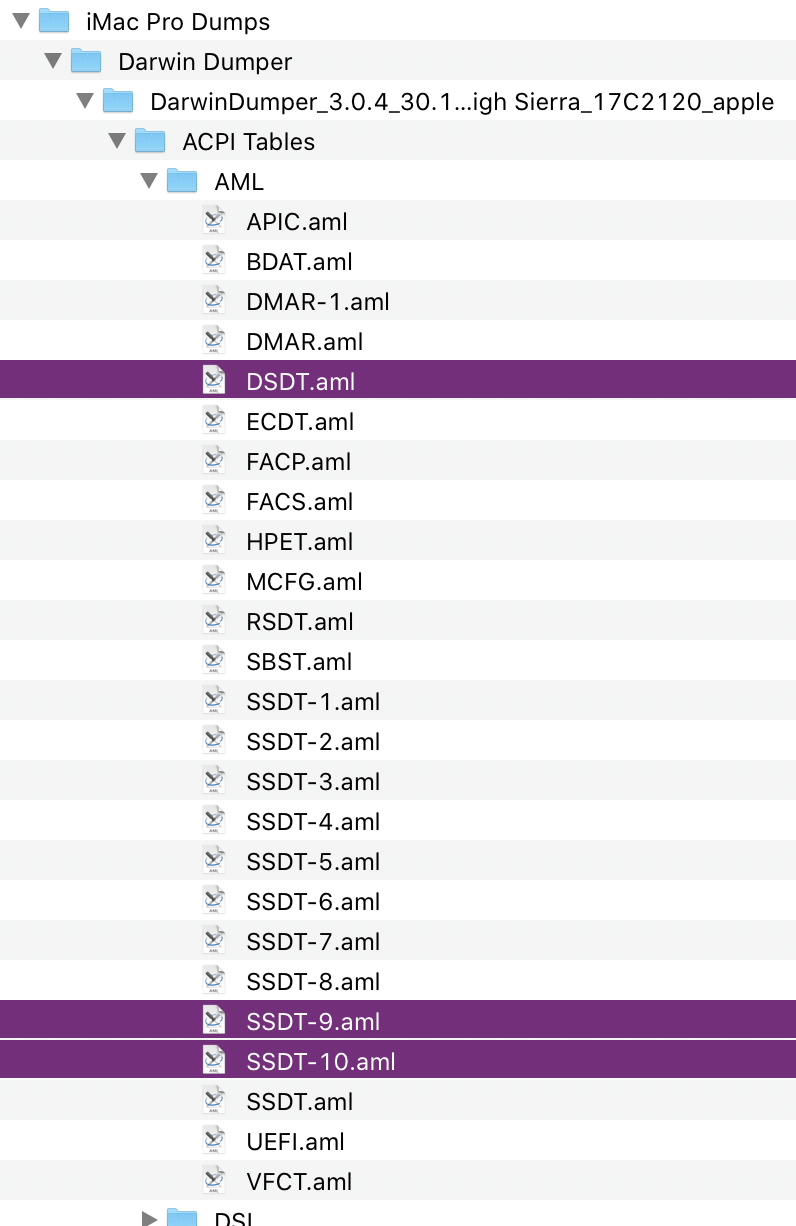 iMac Pro Dumps
Darwin Dumper
DarwinDumper_3.0.4_30.1...igh Sierra_17C2120_apple
ACPI Tables
AML
APIC.aml
BDAT.aml
DMAR-1.aml
DMAR.aml
DSDT.aml
ECDT.aml
FACP.aml
FACS.aml
HPET.aml
MCFG.aml
RSDT.aml
SBST.aml
SSDT-1.aml
SSDT-2.aml
SSDT-3.aml
SSDT-4.aml
SSDT-5.aml
SSDT-6.aml
SSDT-7.aml
SSDT-8.aml
SSDT-9.aml
SSDT-10.aml
SSDT.aml
UEFI.aml
VFCT.aml
DSL